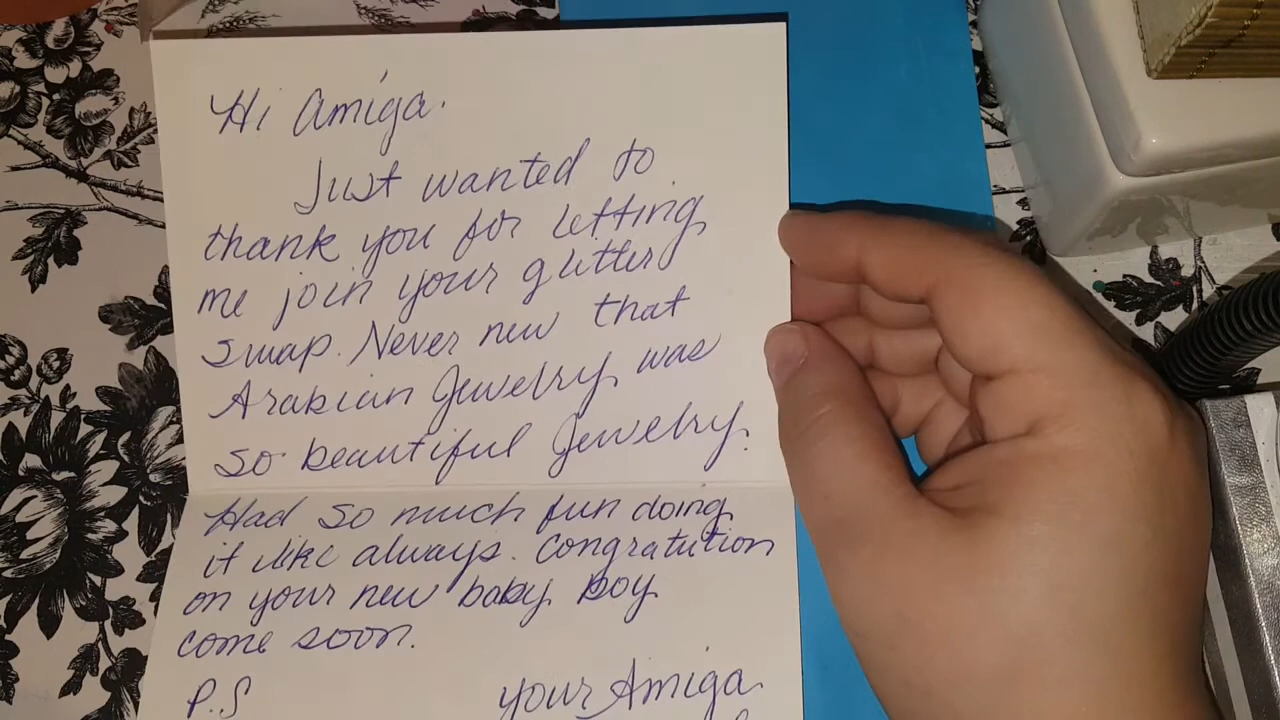 Hi Amiga.
Just wanted to
thank you for letting
me join your glitter
swap. Never new that
Arabian Jewelry was
so beautiful Jewelry.
Had so much fun doing
it like always. Congratution
on your new baby boy
come soon.
P.S your Amiga